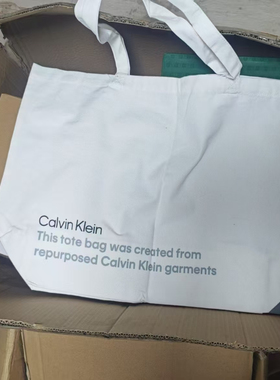 Calvin Klein
This tote bag was created from
repurposed Calvin Klein garments